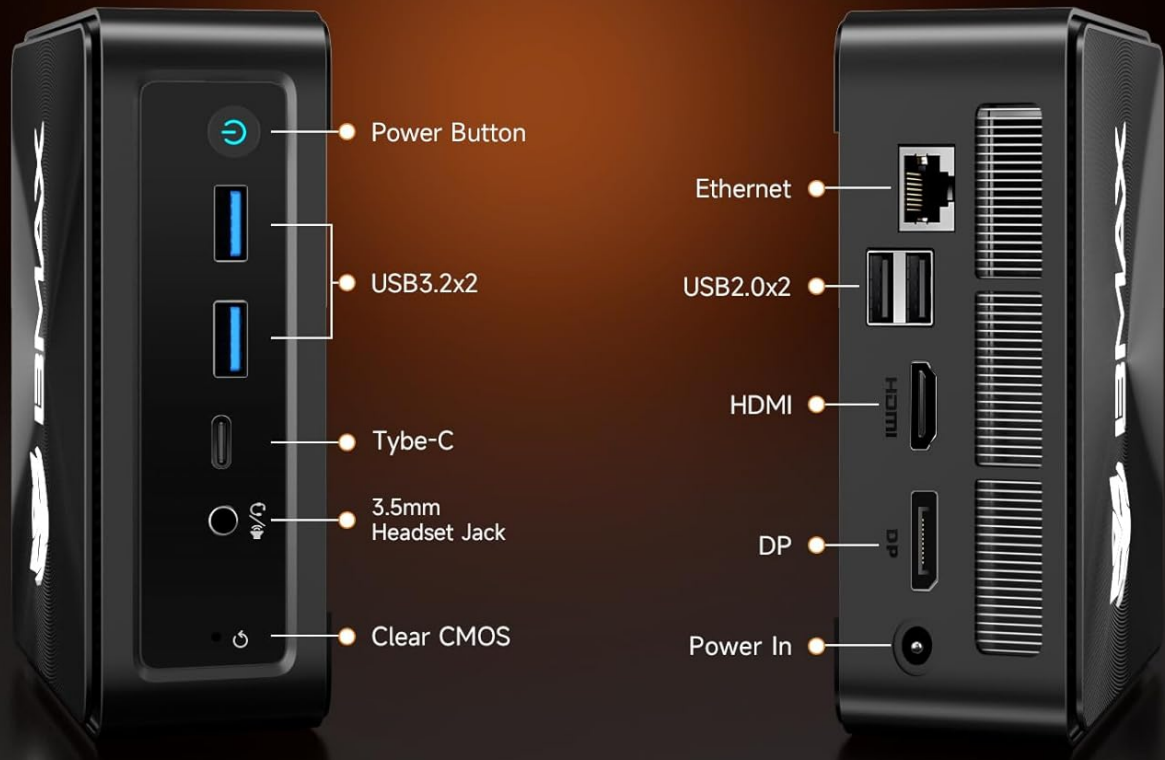 BMAX
Power Button
USB3.2x2
Tybe-C
3.5mm
Headset Jack
Clear CMOS
Ethernet
USB2.0x2
HDMI
HDMI
DP
DP
Power In
BMAX